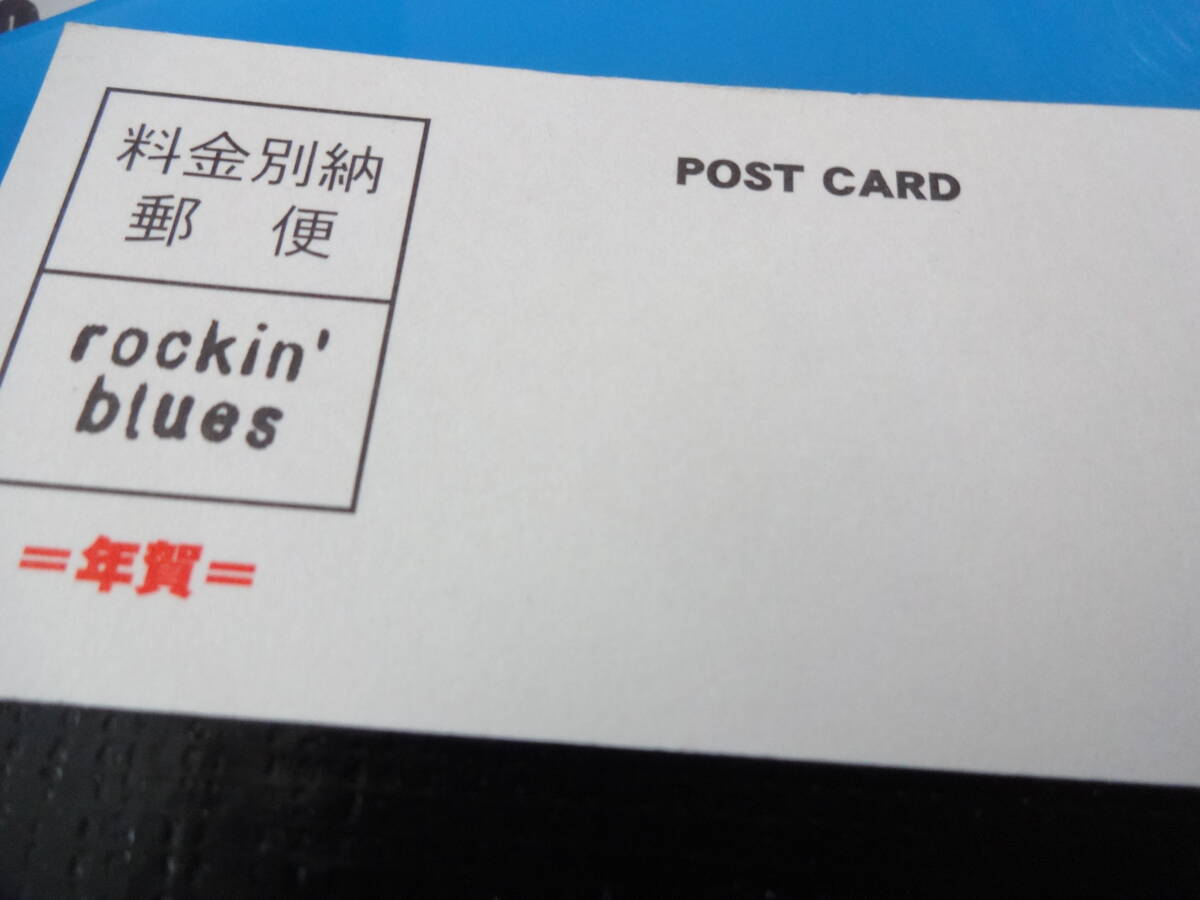 料金別納
郵 便
rockin'
blues
=年賀=
POST CARD